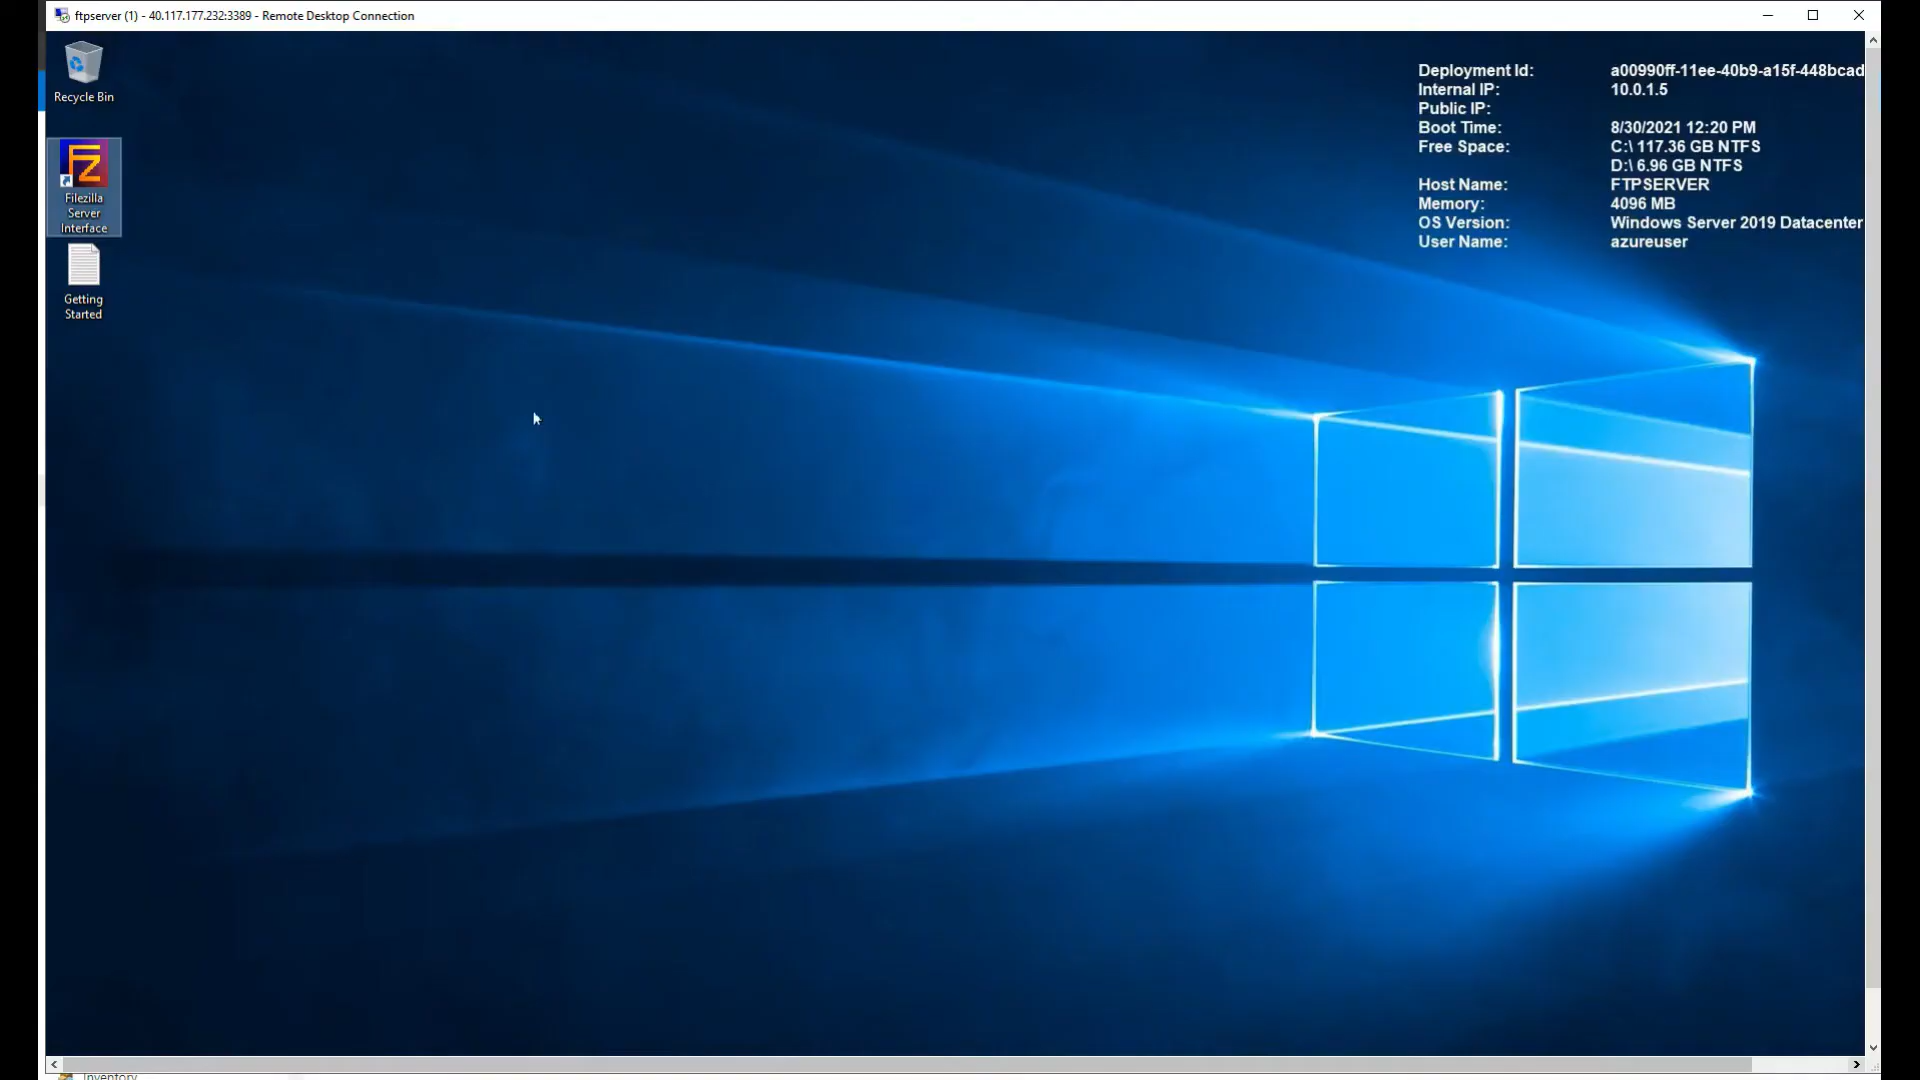 ftpserver (1) - 40.117.177.232:3389 - Remote Desktop Connection
Recycle Bin
Filezilla
Server
Interface
Getting
Started
Deployment Id: a00990ff-11ee-40b9-a15f-448bcad
Internal IP: 10.0.1.5
Public IP:
Boot Time: 8/30/2021 12:20 PM
Free Space: C:\ 117.36 GB NTFS
D:\ 6.96 GB NTFS
Host Name: FTPSERVER
Memory: 4096 MB
OS Version: Windows Server 2019 Datacenter
User Name: azureuser
Inventory